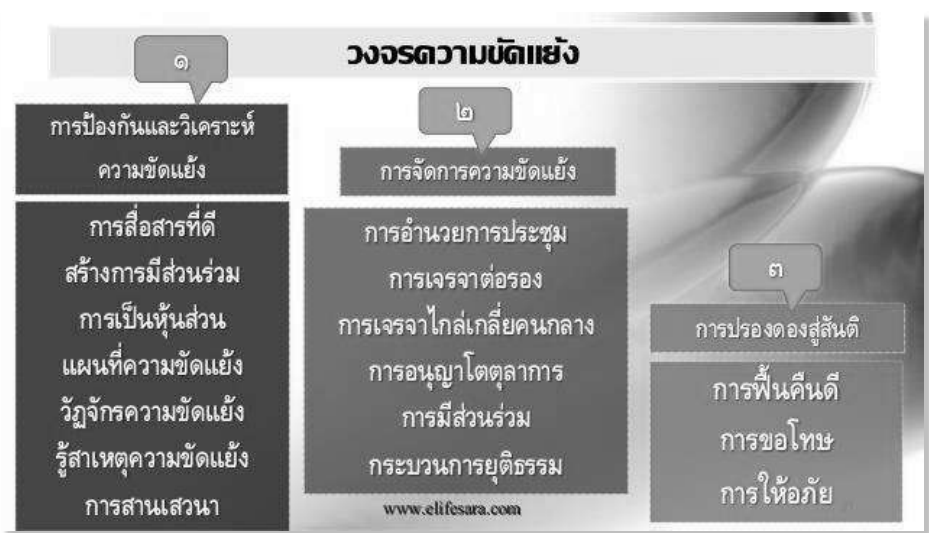 วงจรความขัดแย้ง
๑
การป้องกันและวิเคราะห์
ความขัดแย้ง
การสื่อสารที่ดี
สร้างการมีส่วนร่วม
การเป็นหุ้นส่วน
แผนที่ความขัดแย้ง
วัฏจักรความขัดแย้ง
รู้สาเหตุความขัดแย้ง
การสานเสวนา
๒
การจัดการความขัดแย้ง
การอำนวยการประชุม
การเจรจาต่อรอง
การเจรจาไกล่เกลี่ยคนกลาง
การอนุญาโตตุลาการ
การมีส่วนร่วม
กระบวนการยุติธรรม
๓
การปรองดองสู่สันติ
การฟื้นคืนดี
การขอโทษ
การให้อภัย
www.elifesara.com